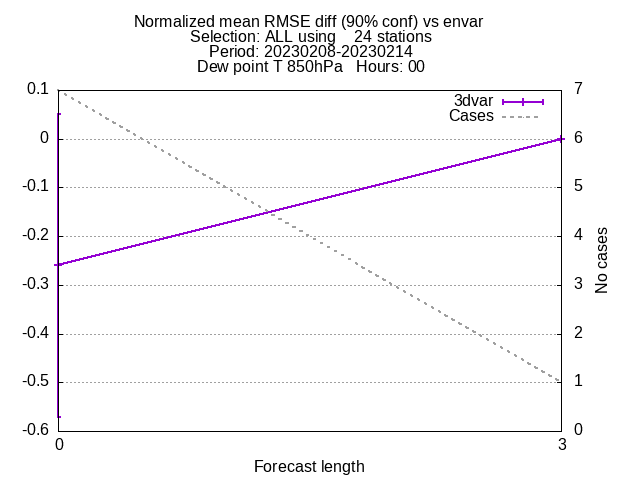 Normalized mean RMSE diff (90% conf) vs envar
Selection: ALL using    24 stations
Period: 20230208-20230214
Dew point T 850hPa   Hours: 00
3dvar
Cases
0.1
0
-0.1
-0.2
-0.3
-0.4
-0.5
-0.6
7
6
5
4
3
2
1
0
No cases
0
3
Forecast length